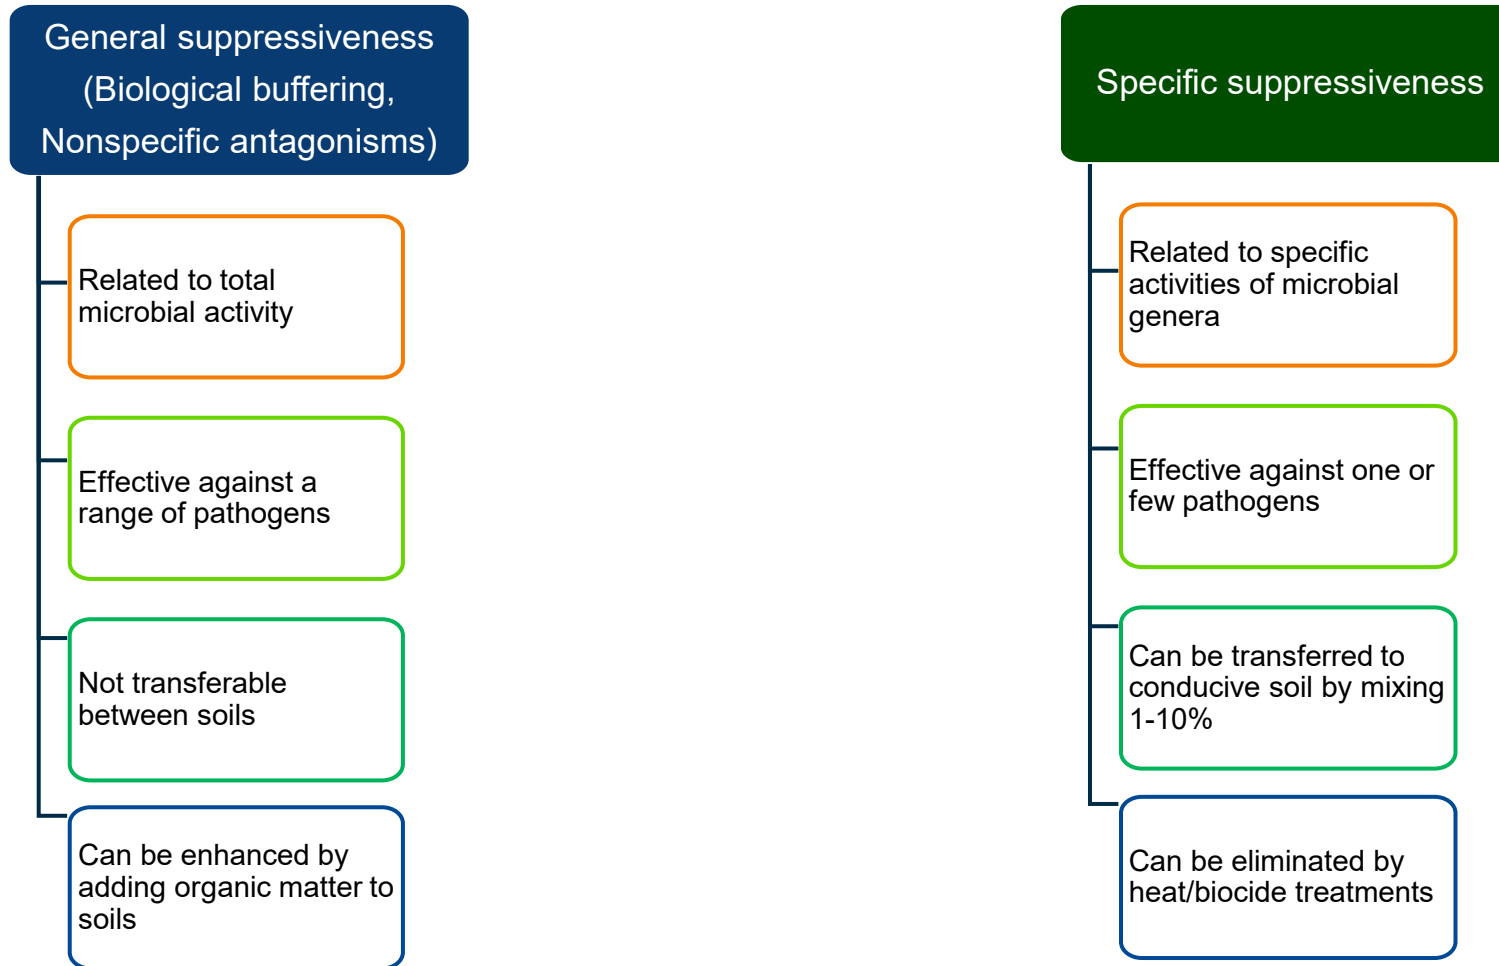 General suppressiveness
(Biological buffering,
Nonspecific antagonisms)
Related to total
microbial activity
Effective against a
range of pathogens
Not transferable
between soils
Can be enhanced by
adding organic matter to
soils
Specific suppressiveness
Related to specific
activities of microbial
genera
Effective against one or
few pathogens
Can be transferred to
conducive soil by mixing
1-10%
Can be eliminated by
heat/biocide treatments